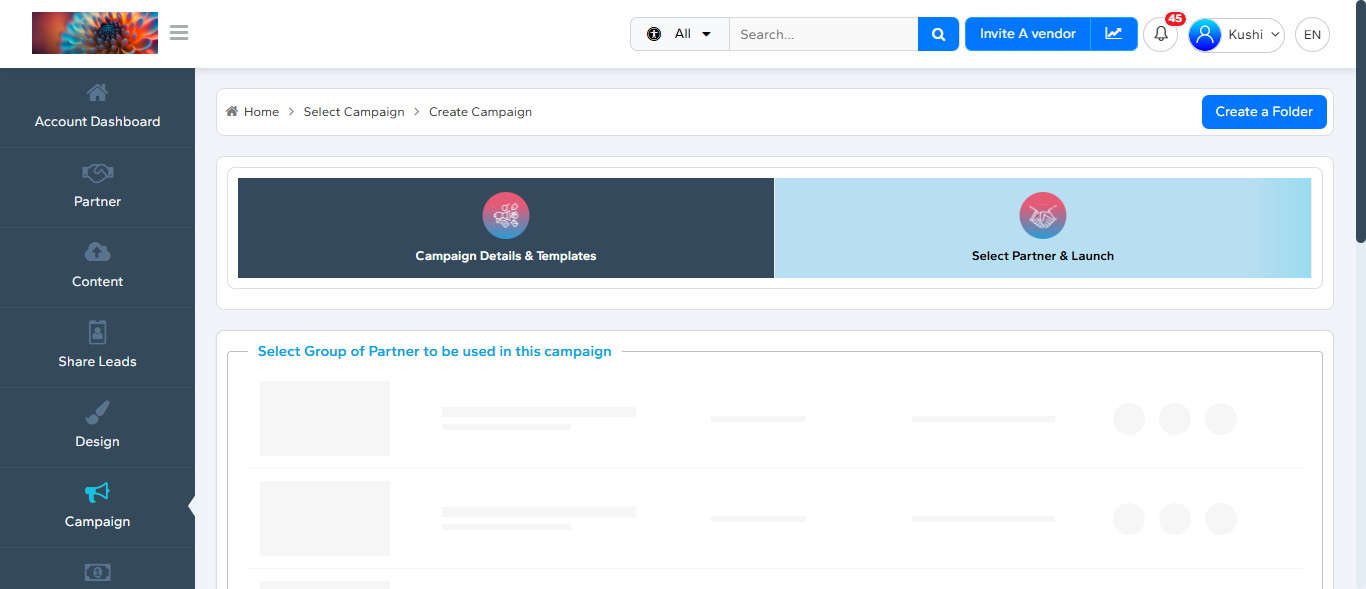 All
Search...
Invite A vendor
45
Kushi
EN
Account Dashboard
Partner
Content
Share Leads
Design
Campaign
Home
Select Campaign
Create Campaign
Create a Folder
Campaign Details & Templates
Select Partner & Launch
Select Group of Partner to be used in this campaign